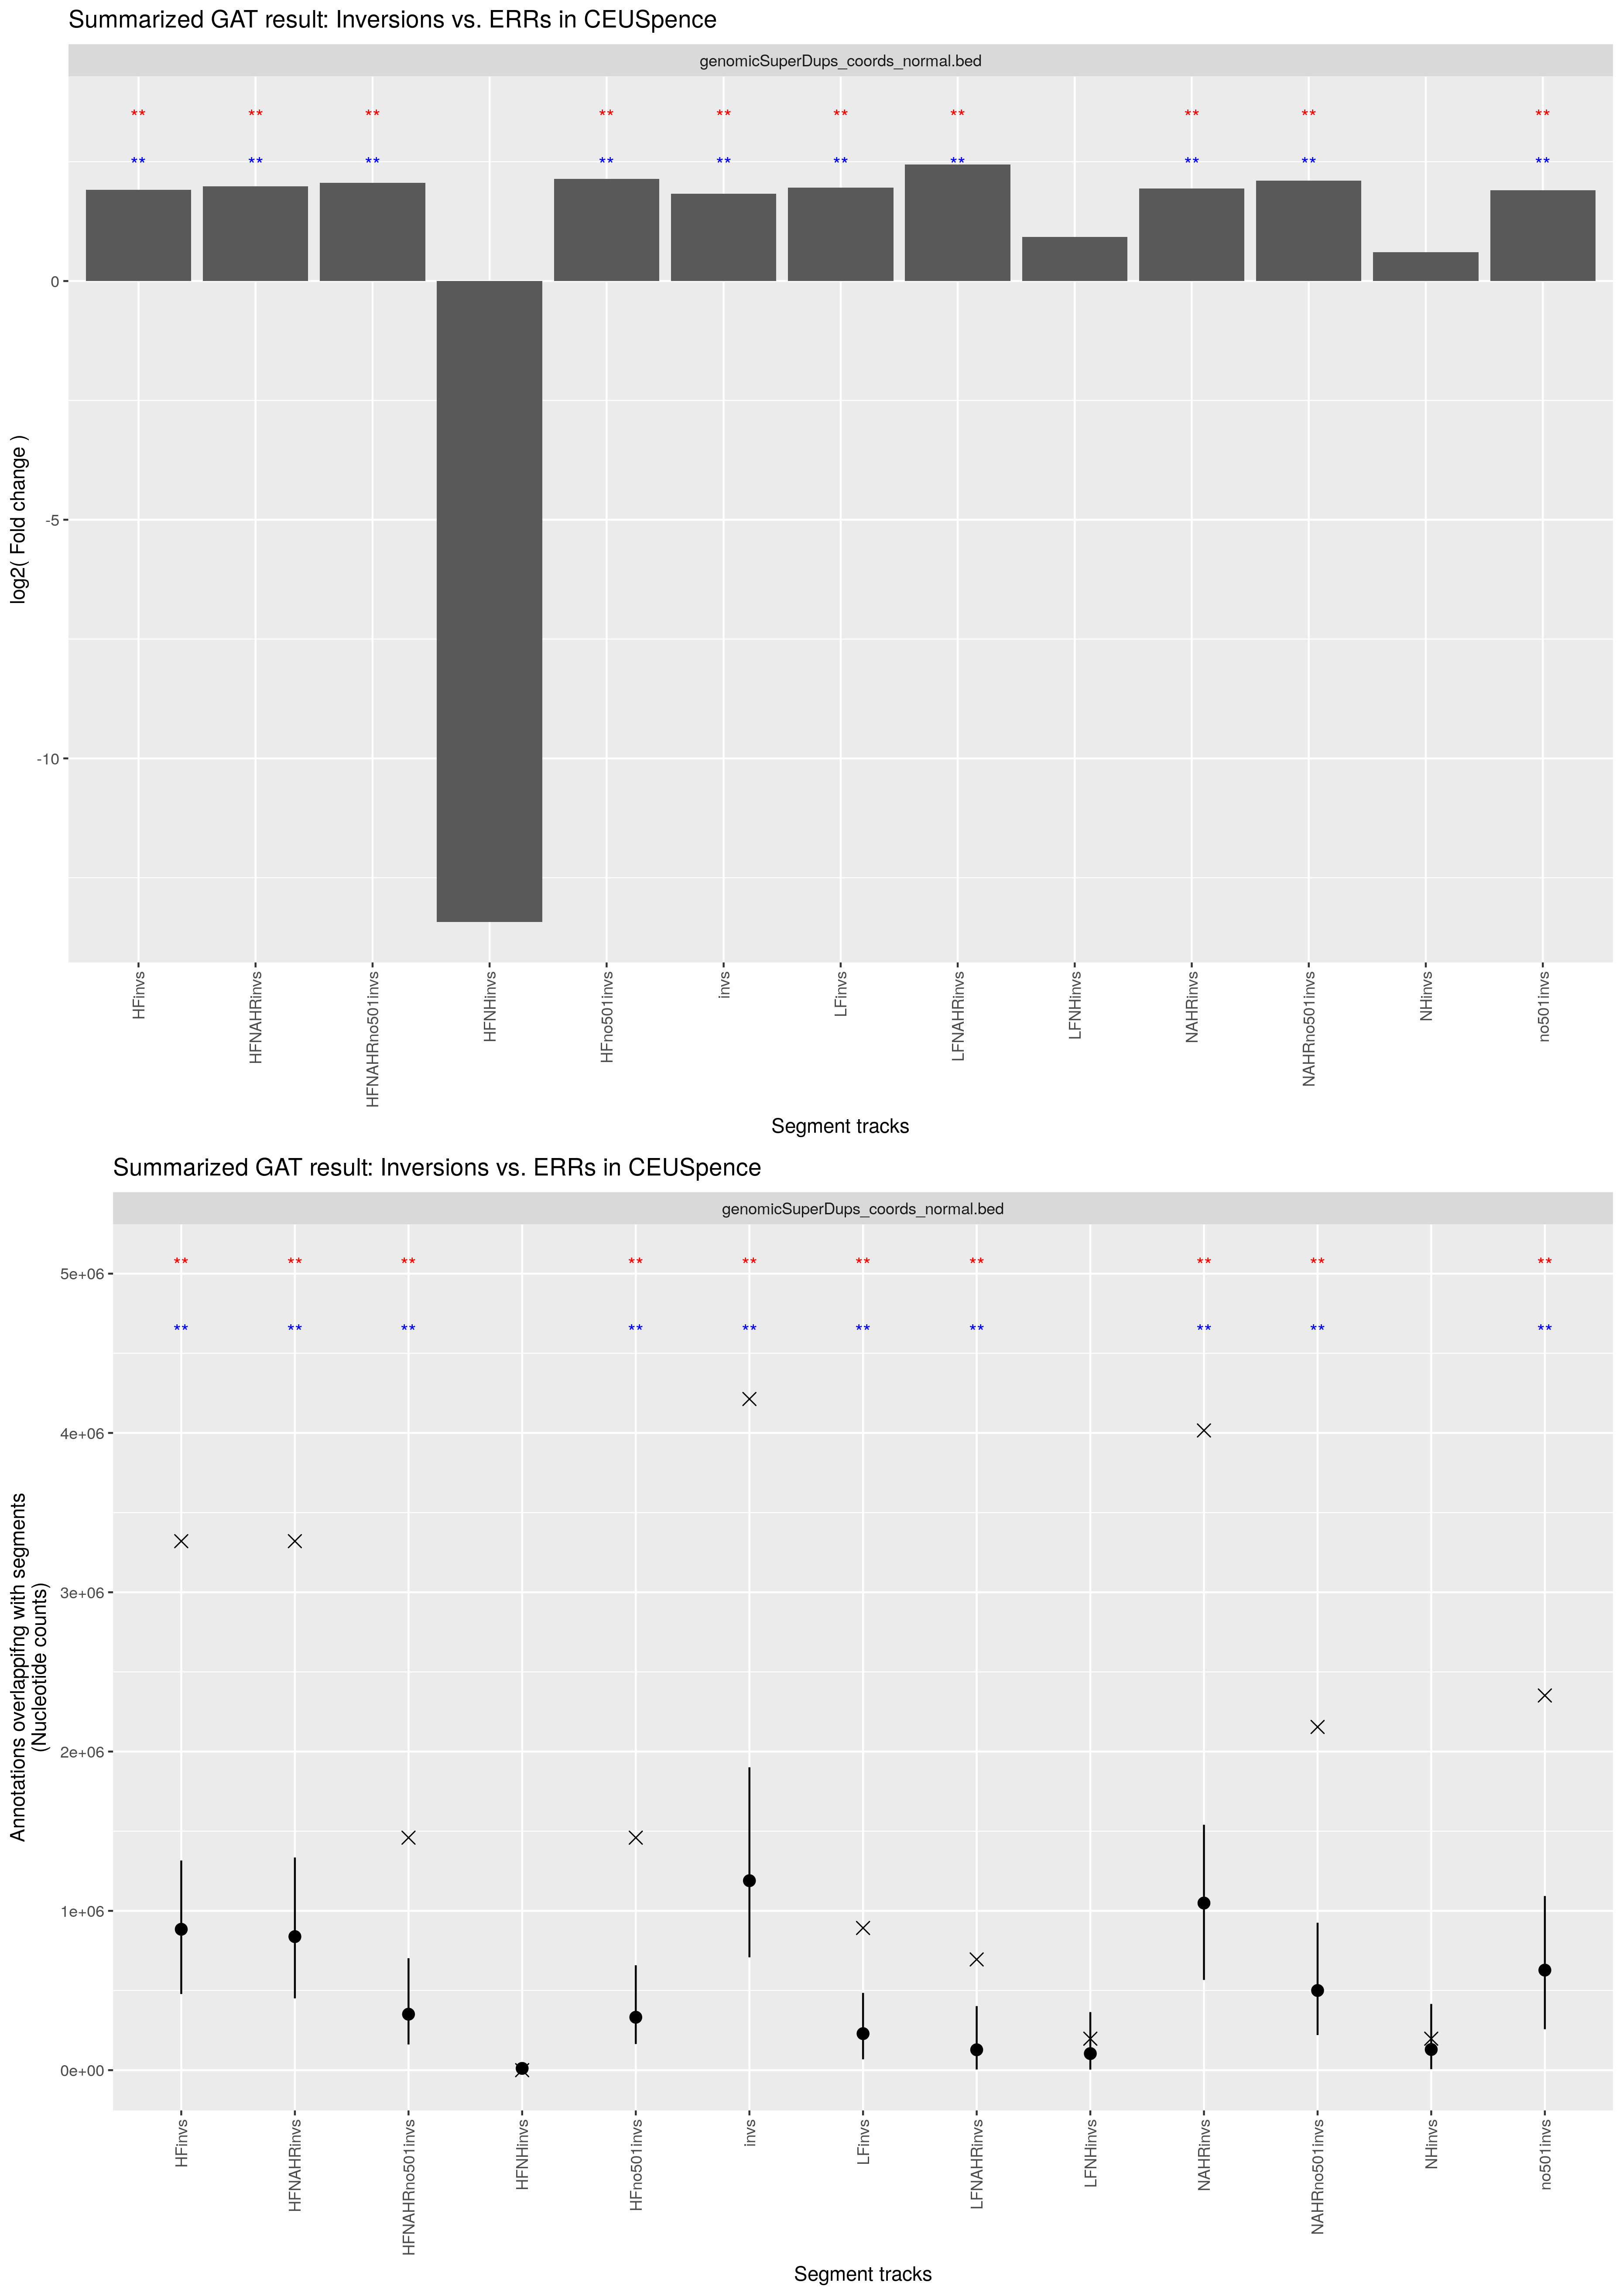 Summarized GAT result: Inversions vs. ERRs in CEUSpence
genomicSuperDups_coords_normal.bed
** ** ** ** ** ** ** ** ** **
** ** ** ** ** ** ** ** ** **
0
-5
-10
log2( Fold change )
HFinvs
HFNAHRinvs
HFNAHRno501invs
HFNHinvs
HFno501invs
invs
LFinvs
LFNAHRinvs
LFNHinvs
NAHRinvs
NAHRno501invs
NHinvs
no501invs
Segment tracks
Summarized GAT result: Inversions vs. ERRs in CEUSpence
genomicSuperDups_coords_normal.bed
** ** ** ** ** ** ** ** ** **
** ** ** ** ** ** ** ** ** **
5e+06
4e+06
3e+06
2e+06
1e+06
0e+00
Annotations overlappifng with segments
(Nucleotide counts)
HFinvs
HFNAHRinvs
HFNAHRno501invs
HFNHinvs
HFno501invs
invs
LFinvs
LFNAHRinvs
LFNHinvs
NAHRinvs
NAHRno501invs
NHinvs
no501invs
Segment tracks